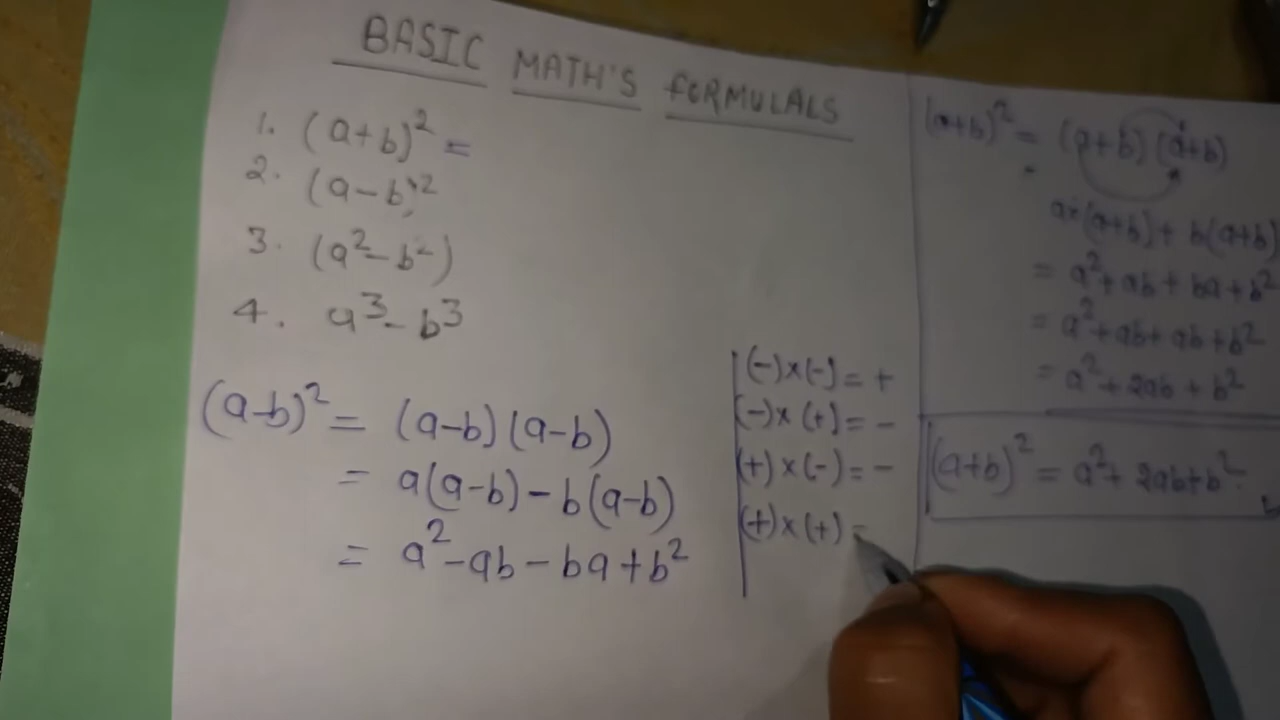 BASIC MATH'S FORMULALS
1. (a+b)² =
2. (a-b)²
3. (a²-b²)
4. a³-b³
(a-b)² = (a-b)(a-b)
= a(a-b)-b(a-b)
= a²-ab-ba+b²
(-)×(-)=+
(-)×(+)=-
(+)×(-)=-
(+)×(+)=
(a+b)² = (a+b)(a+b)
a×(a+b)+b(a+b)
= a²+ab+ba+b²
= a²+ab+ab+b²
= a²+2ab+b²
(a+b)² = a²+2ab+b².